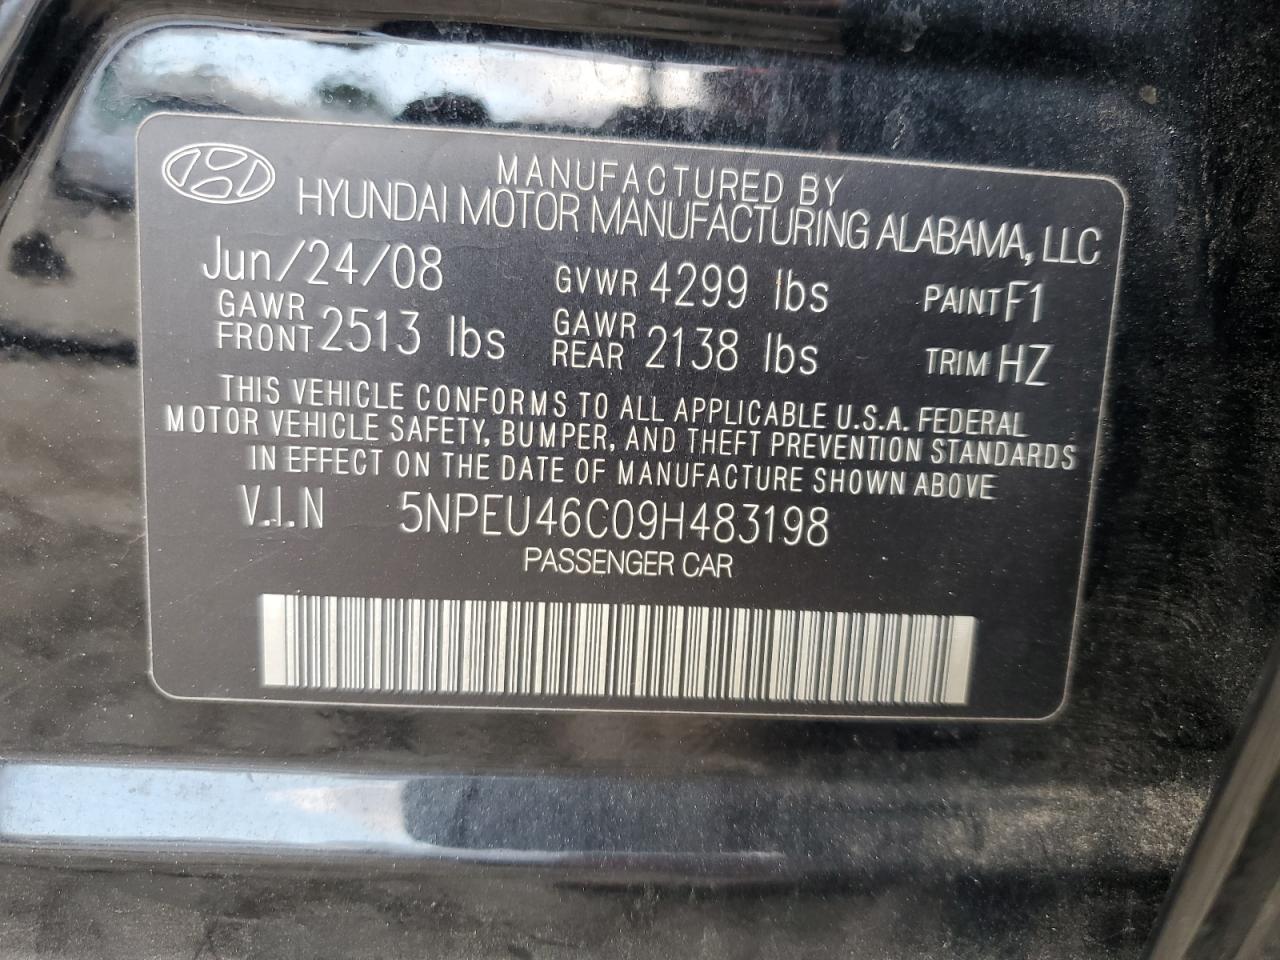 MANUFACTURED BY
HYUNDAI MOTOR MANUFACTURING ALABAMA, LLC
Jun/24/08 GVWR 4299 lbs PAINT F1
GAWR FRONT 2513 lbs GAWR REAR 2138 lbs TRIM HZ
THIS VEHICLE CONFORMS TO ALL APPLICABLE U.S.A. FEDERAL
MOTOR VEHICLE SAFETY, BUMPER, AND THEFT PREVENTION STANDARDS
IN EFFECT ON THE DATE OF MANUFACTURE SHOWN ABOVE
V.I.N 5NPEU46C09H483198
PASSENGER CAR